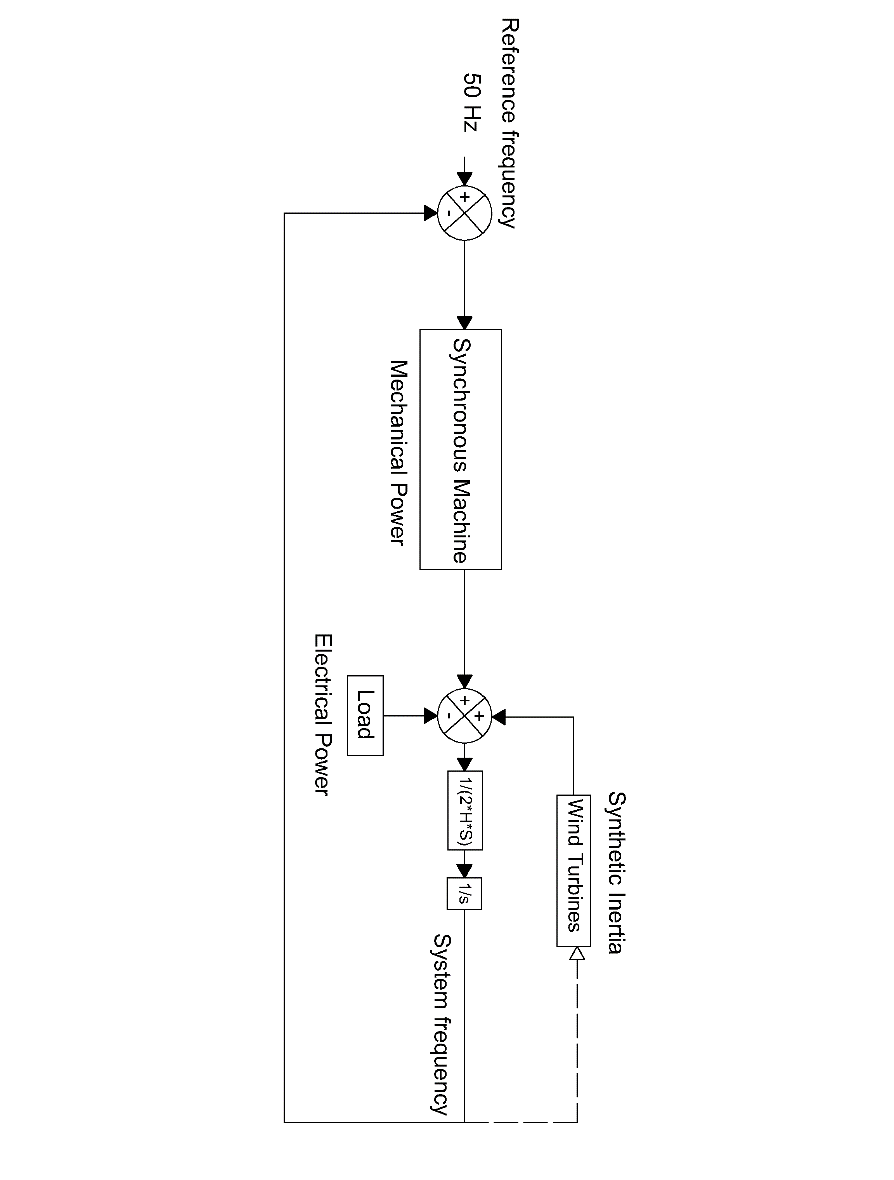 Synthetic Inertia
Wind Turbines
Reference frequency
50 Hz
+
-
Synchronous Machine
Mechanical Power
+
+
-
1/(2*H*S)
1/s
System frequency
Load
Electrical Power